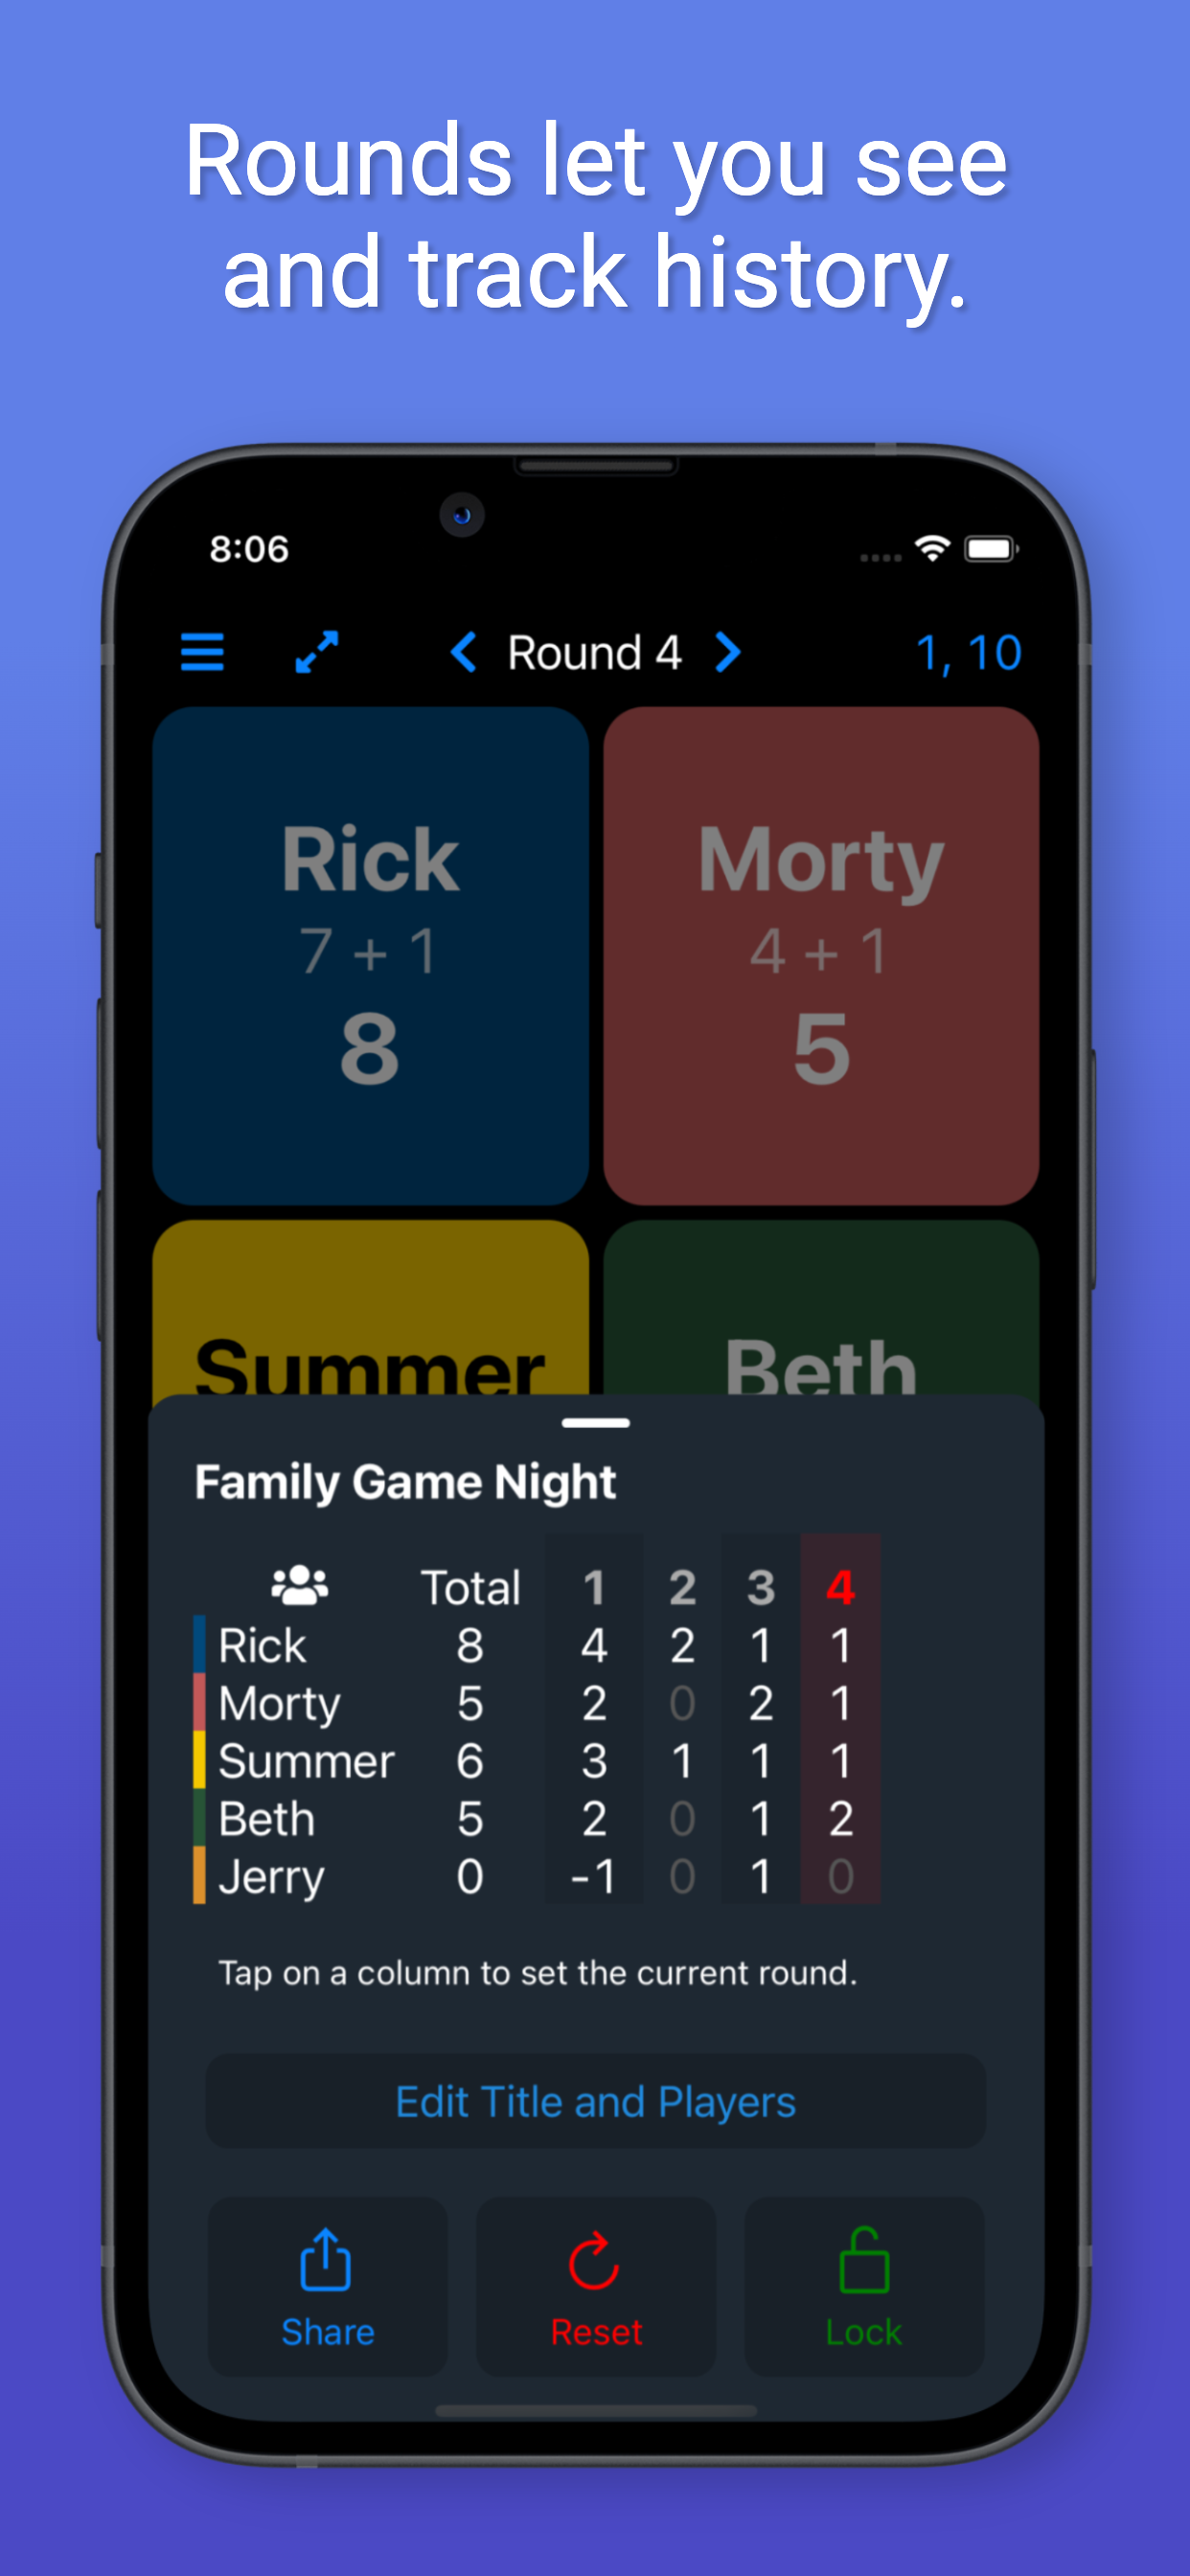 Rounds let you see
and track history.
8:06
Round 4
1, 10
Rick
7 + 1
8
Morty
4 + 1
5
Summer
Beth
Family Game Night
Total 1 2 3 4
Rick 8 4 2 1 1
Morty 5 2 0 2 1
Summer 6 3 1 1 1
Beth 5 2 0 1 2
Jerry 0 -1 0 1 0
Tap on a column to set the current round.
Edit Title and Players
Share
Reset
Lock